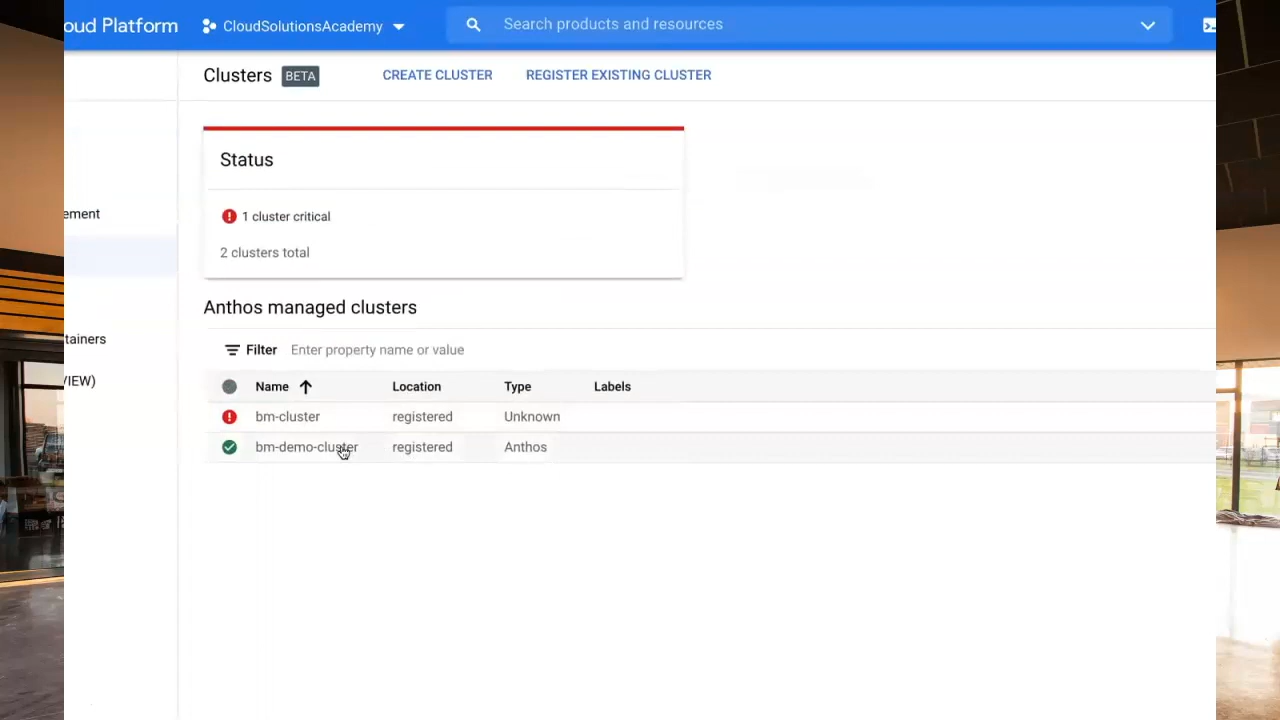 oud Platform
CloudSolutionsAcademy
Search products and resources
Clusters BETA
CREATE CLUSTER
REGISTER EXISTING CLUSTER
Status
1 cluster critical
2 clusters total
ement
tainers
VIEW)
Anthos managed clusters
Filter Enter property name or value
Name Location Type Labels
bm-cluster registered Unknown
bm-demo-cluster registered Anthos